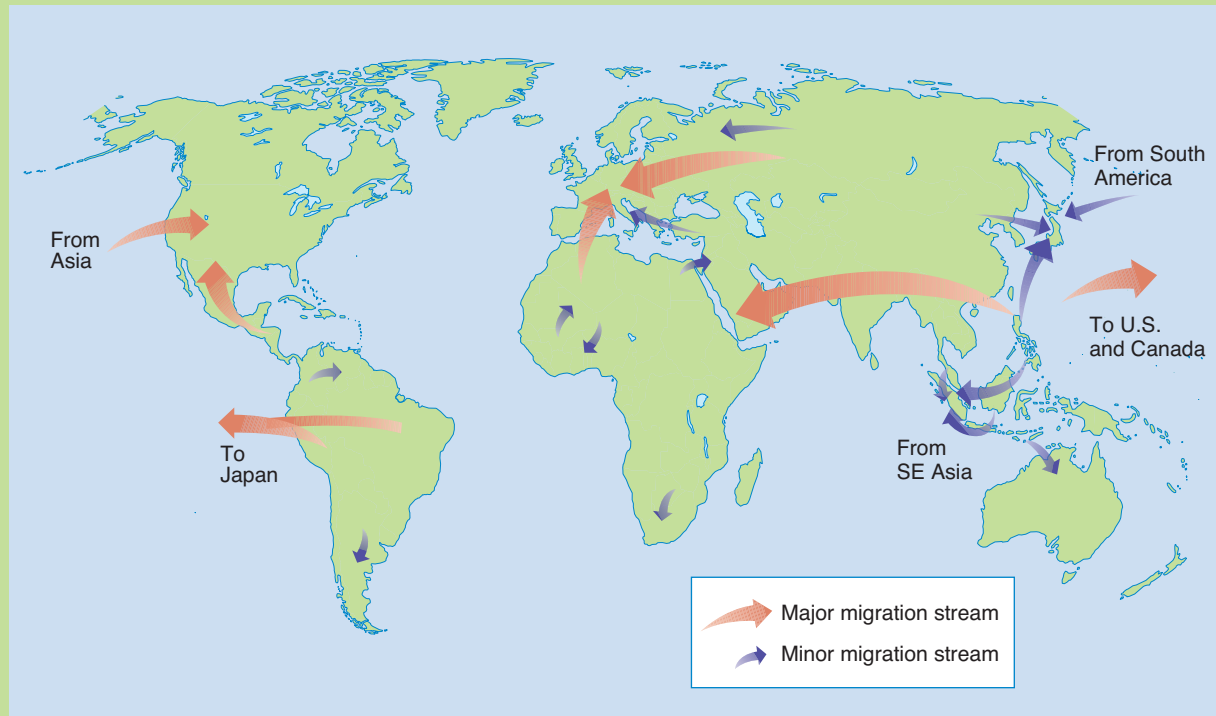 From South
America
From
Asia
To U.S.
and Canada
To
Japan
From
SE Asia
Major migration stream
Minor migration stream